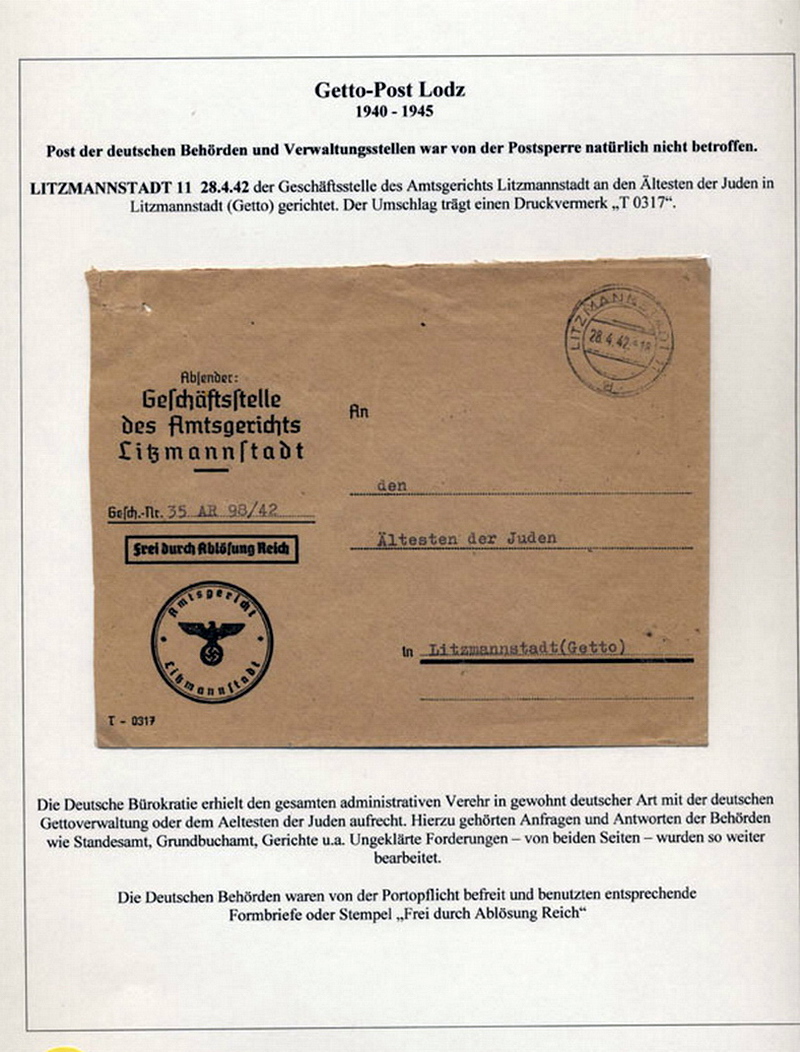 Getto-Post Lodz
1940 - 1945
Post der deutschen Behörden und Verwaltungsstellen war von der Postsperre natürlich nicht betroffen.
LITZMANNSTADT 11 28.4.42 der Geschäftsstelle des Amtsgerichts Litzmannstadt an den Ältesten der Juden in
Litzmannstadt (Getto) gerichtet. Der Umschlag trägt einen Druckvermerk „T 0317“.
LITZMANNSTADT 11
28.4.42
Absender:
Geschäftsstelle
des Amtsgerichts
Litzmannstadt
An
den
Gesch.-Nr. 35 AR 98/42
Ältesten der Juden
Frei durch Ablösung Reich
Amtsgericht
Litzmannstadt
in Litzmannstadt(Getto)
T - 0317
Die Deutsche Bürokratie erhielt den gesamten administrativen Verehr in gewohnt deutscher Art mit der deutschen
Gettoverwaltung oder dem Aeltesten der Juden aufrecht. Hierzu gehörten Anfragen und Antworten der Behörden
wie Standesamt, Grundbuchamt, Gerichte u.a. Ungeklärte Forderungen – von beiden Seiten – wurden so weiter
bearbeitet.
Die Deutschen Behörden waren von der Portopflicht befreit und benutzten entsprechende
Formbriefe oder Stempel „Frei durch Ablösung Reich“